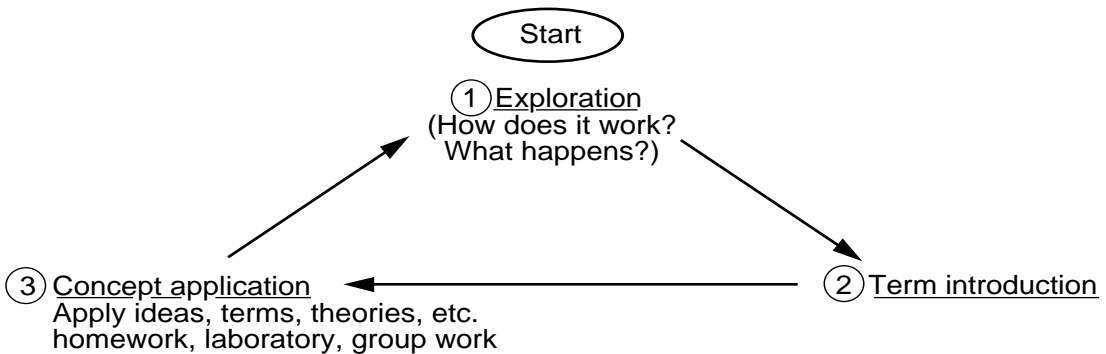 Start
1 Exploration
(How does it work?
What happens?)
3 Concept application
Apply ideas, terms, theories, etc.
homework, laboratory, group work
2 Term introduction